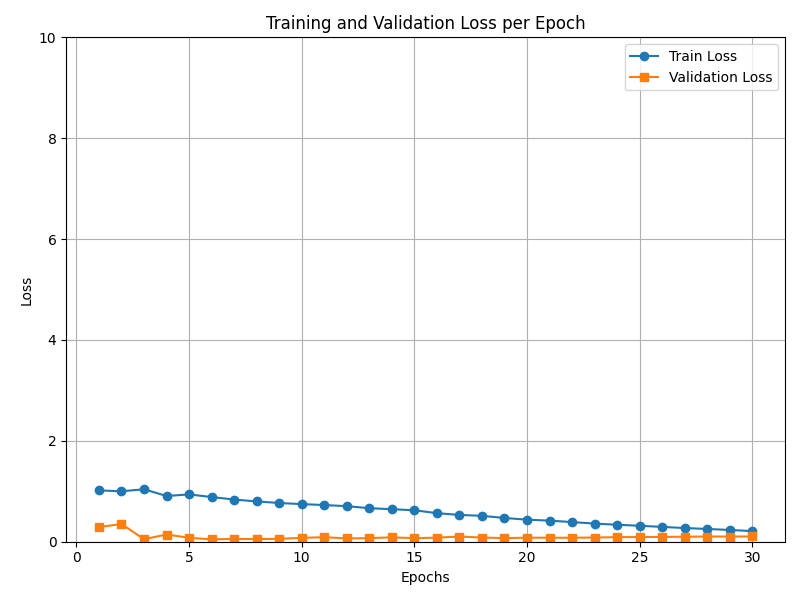 Training and Validation Loss per Epoch
Train Loss
Validation Loss
Loss
10
8
6
4
2
0
0 5 10 15 20 25 30
Epochs